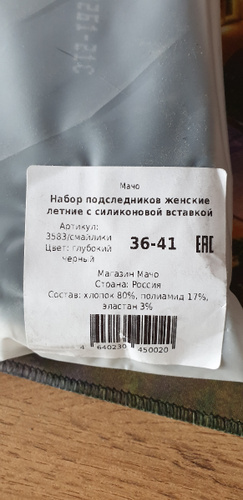 Мачо
Набор подследников женские
летние с силиконовой вставкой
Артикул:
3583/смайлики
Цвет: глубокий
черный
36-41
EAC
Магазин Мачо
Страна: Россия
Состав: хлопок 80%, полиамид 17%,
эластан 3%
4 640230 450020